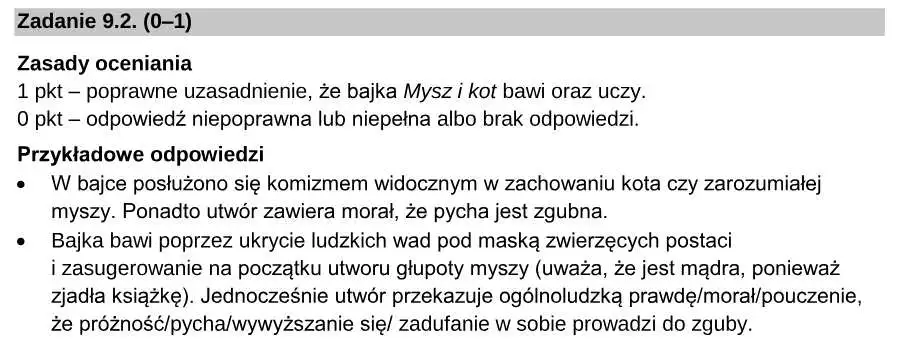 Zadanie 9.2. (0–1)
Zasady oceniania
1 pkt – poprawne uzasadnienie, że bajka Mysz i kot bawi oraz uczy.
0 pkt – odpowiedź niepoprawna lub niepełna albo brak odpowiedzi.
Przykładowe odpowiedzi
• W bajce posłużono się komizmem widocznym w zachowaniu kota czy zarozumiałej
myszy. Ponadto utwór zawiera morał, że pycha jest zgubna.
• Bajka bawi poprzez ukrycie ludzkich wad pod maską zwierzęcych postaci
i zasugerowanie na początku utworu głupoty myszy (uważa, że jest mądra, ponieważ
zjadła książkę). Jednocześnie utwór przekazuje ogólnoludzką prawdę/morał/pouczenie,
że próżność/pycha/wywyższanie się/ zadufanie w sobie prowadzi do zguby.